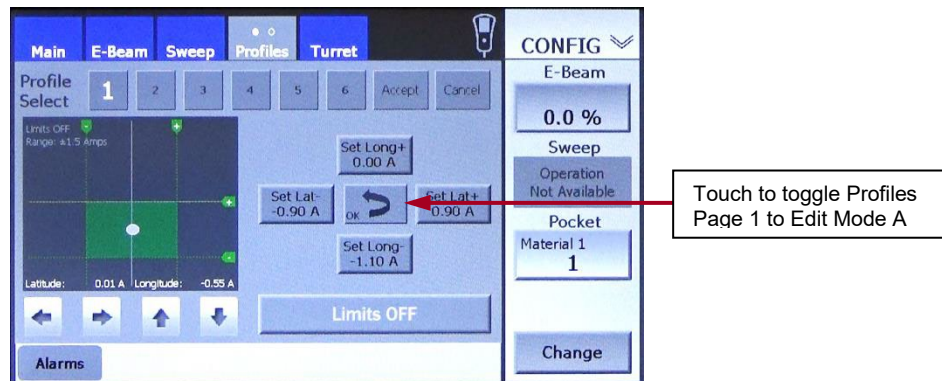 Main E-Beam Sweep Profiles Turret
CONFIG
Profile Select 1 2 3 4 5 6 Accept Cancel
Limits OFF
Range: ±1.5 Amps
Set Long+
0.00 A
Set Lat-
-0.90 A
OK
Set Lat+
0.90 A
Set Long-
-1.10 A
Latitude: 0.01 A Longitude: -0.55 A
Limits OFF
Alarms
E-Beam
0.0 %
Sweep
Operation
Not Available
Pocket
Material 1
1
Change
Touch to toggle Profiles
Page 1 to Edit Mode A